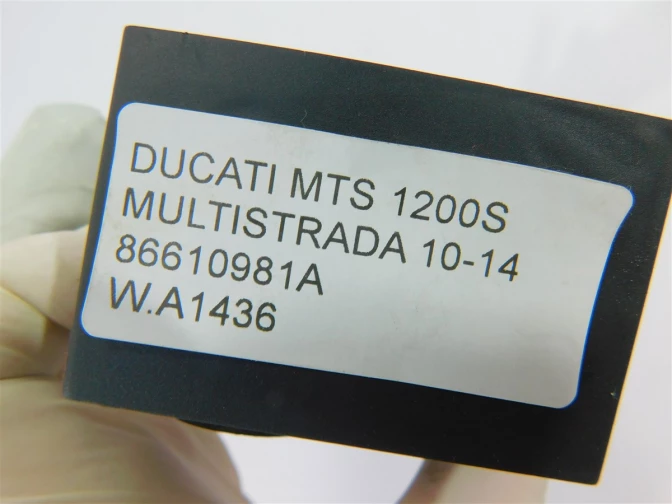 DUCATI MTS 1200S
MULTISTRADA 10-14
86610981A
W.A1436